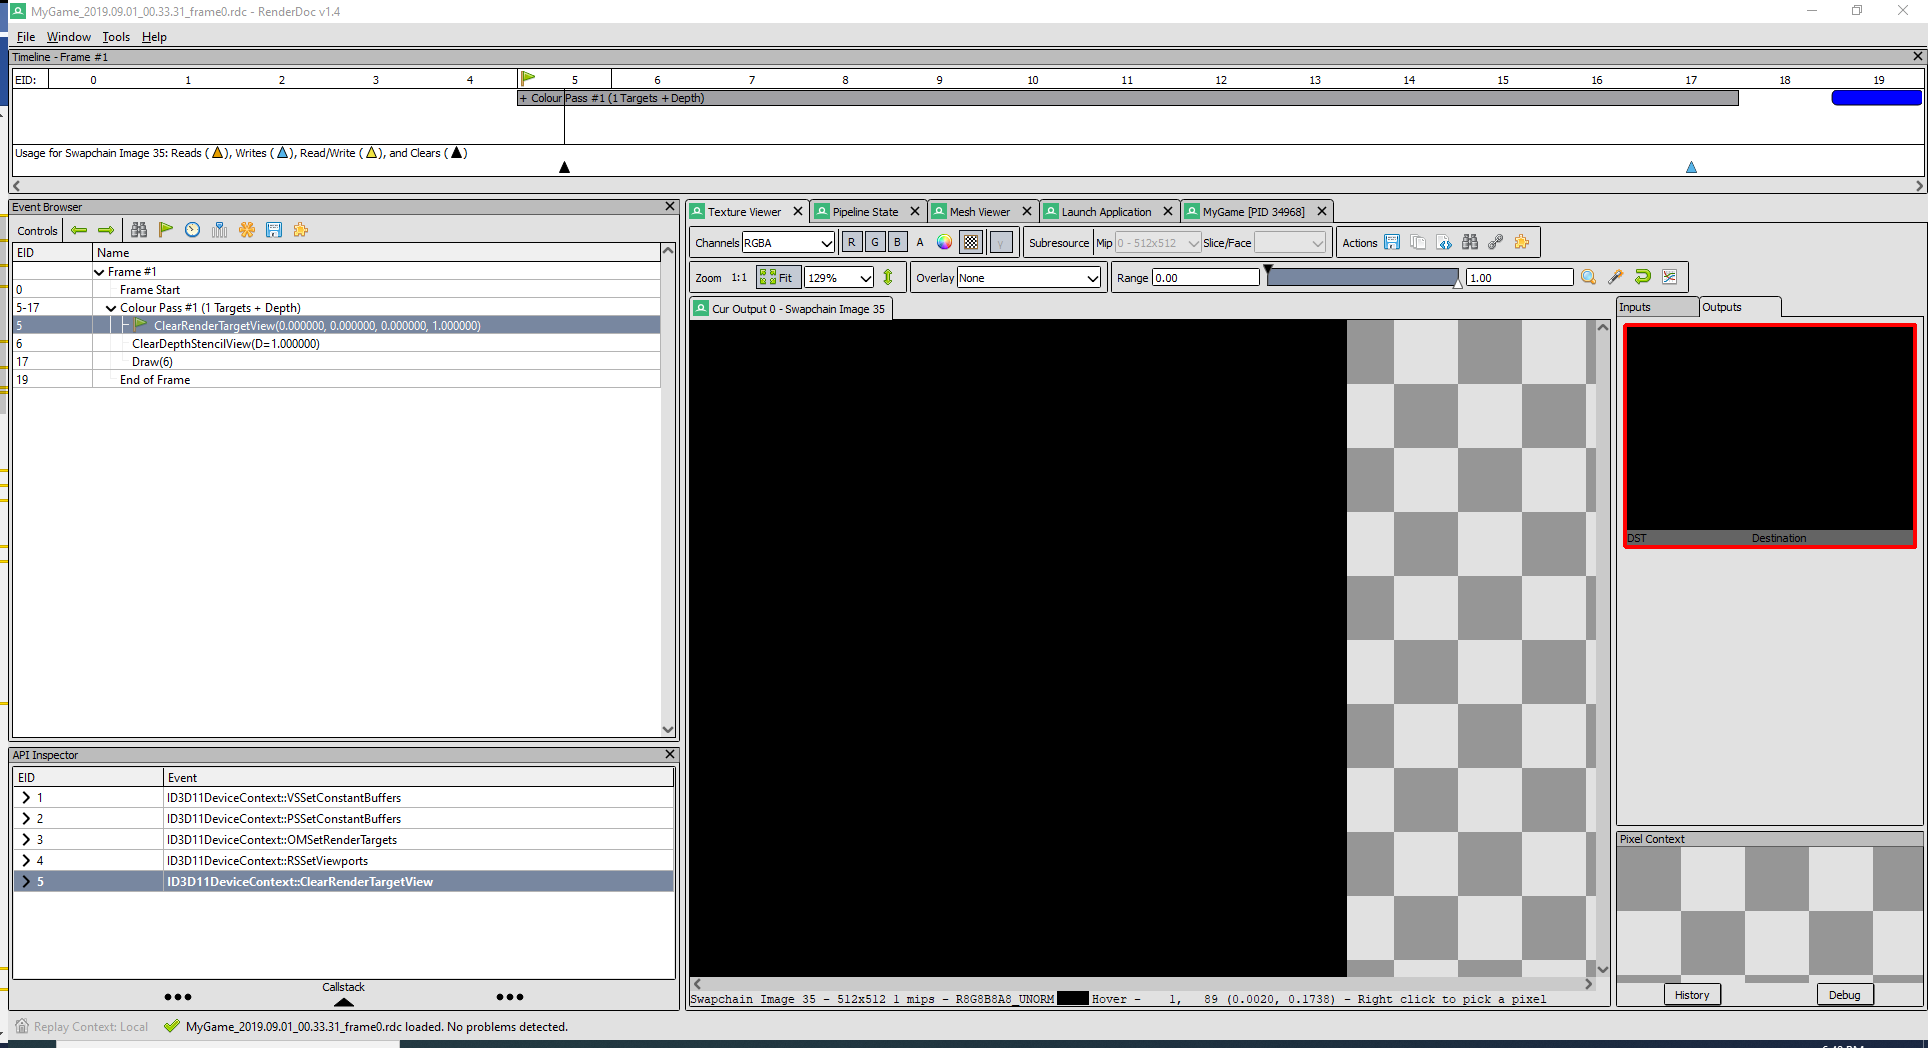 MyGame_2019.09.01_00.33.31_frame0.rdc - RenderDoc v1.4
File Window Tools Help
Timeline - Frame #1
EID: 0 1 2 3 4 5 6 7 8 9 10 11 12 13 14 15 16 17 18 19
+ Colour Pass #1 (1 Targets + Depth)
Usage for Swapchain Image 35: Reads ( ), Writes ( ), Read/Write ( ), and Clears ( )
Event Browser
Controls
EID Name
Frame #1
0 Frame Start
5-17 Colour Pass #1 (1 Targets + Depth)
5 ClearRenderTargetView(0.000000, 0.000000, 0.000000, 1.000000)
6 ClearDepthStencilView(D=1.000000)
17 Draw(6)
19 End of Frame
API Inspector
EID Event
1 ID3D11DeviceContext::VSSetConstantBuffers
2 ID3D11DeviceContext::PSSetConstantBuffers
3 ID3D11DeviceContext::OMSetRenderTargets
4 ID3D11DeviceContext::RSSetViewports
5 ID3D11DeviceContext::ClearRenderTargetView
Callstack
Texture Viewer Pipeline State Mesh Viewer Launch Application MyGame [PID 34968]
Channels RGBA R G B A γ Subresource Mip 0 - 512x512 Slice/Face Actions
Zoom 1:1 Fit 129% Overlay None Range 0.00 1.00
Cur Output 0 - Swapchain Image 35
Inputs Outputs
DST Destination
Pixel Context
History Debug
Swapchain Image 35 - 512x512 1 mips - R8G8B8A8_UNORM Hover - 1, 89 (0.0020, 0.1738) - Right click to pick a pixel
Replay Context: Local MyGame_2019.09.01_00.33.31_frame0.rdc loaded. No problems detected.